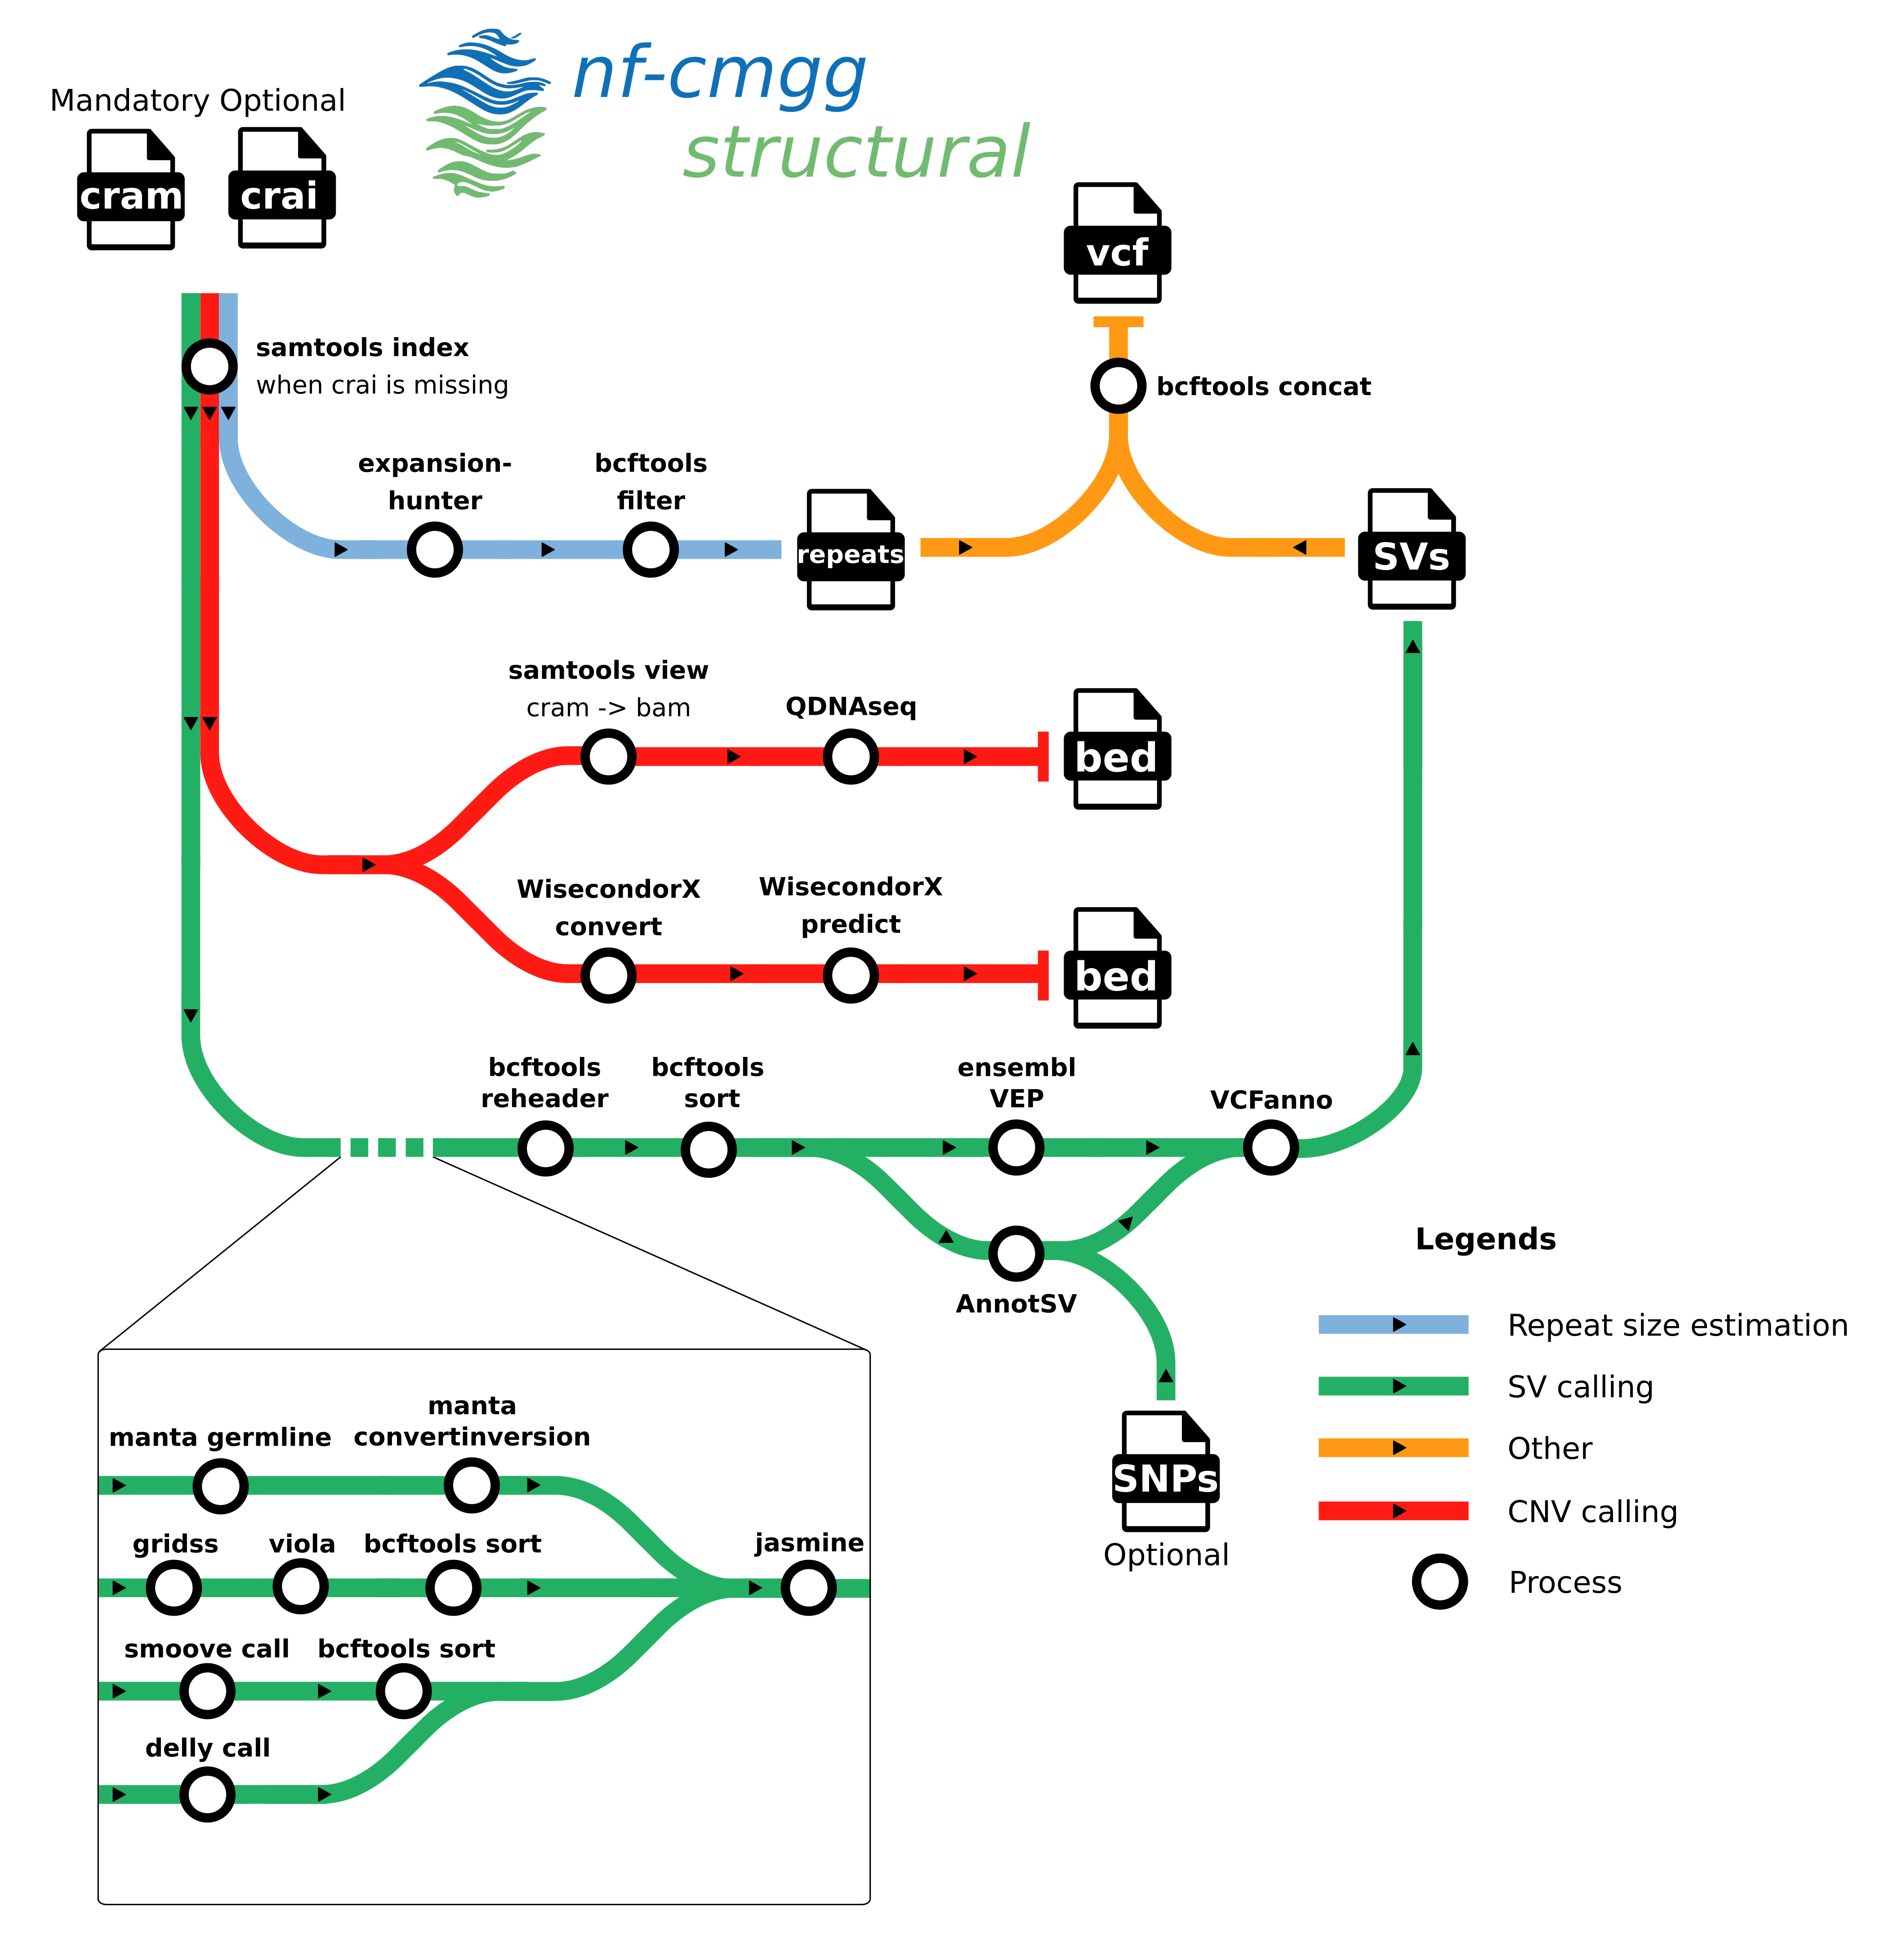 nf-cmgg
structural
Mandatory Optional
cram
crai
vcf
samtools index
when crai is missing
bcftools concat
expansion-
hunter
bcftools
filter
repeats
SVs
samtools view
cram -> bam
QDNAseq
bed
WisecondorX
convert
WisecondorX
predict
bed
bcftools
reheader
bcftools
sort
ensembl
VEP
VCFanno
AnnotSV
SNPs
Optional
manta germline
manta
convertinversion
gridss
viola
bcftools sort
jasmine
smoove call
bcftools sort
delly call
Legends
Repeat size estimation
SV calling
Other
CNV calling
Process